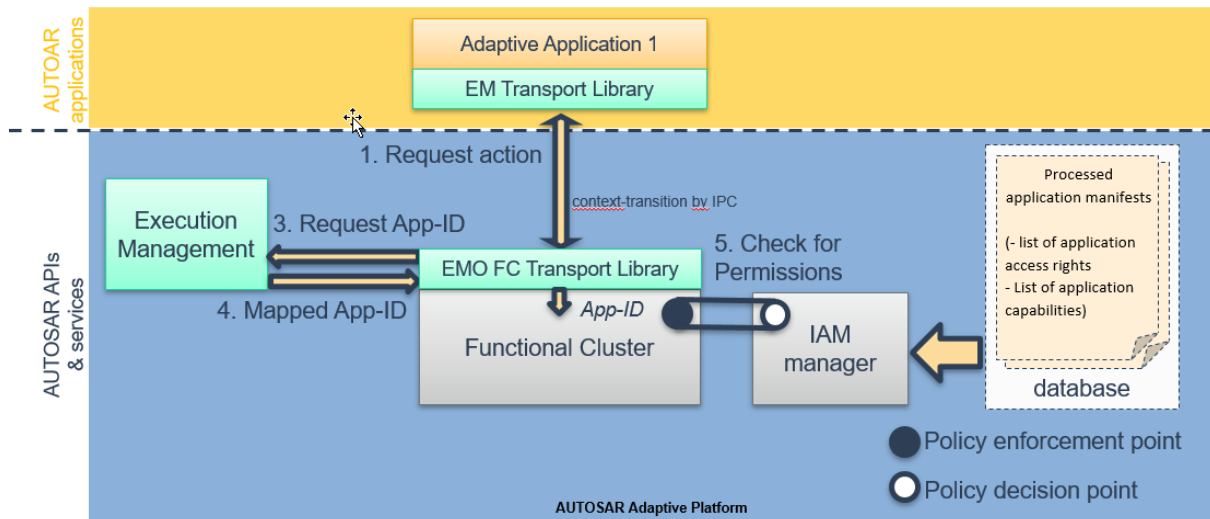 AUTOAR
applications
Adaptive Application 1
EM Transport Library
1. Request action
context-transition by IPC
AUTOSAR APIs
& services
Execution
Management
3. Request App-ID
4. Mapped App-ID
EMO FC Transport Library
App-ID
Functional Cluster
5. Check for
Permissions
IAM
manager
Processed
application manifests
(- list of application
access rights
- List of application
capabilities)
database
Policy enforcement point
Policy decision point
AUTOSAR Adaptive Platform